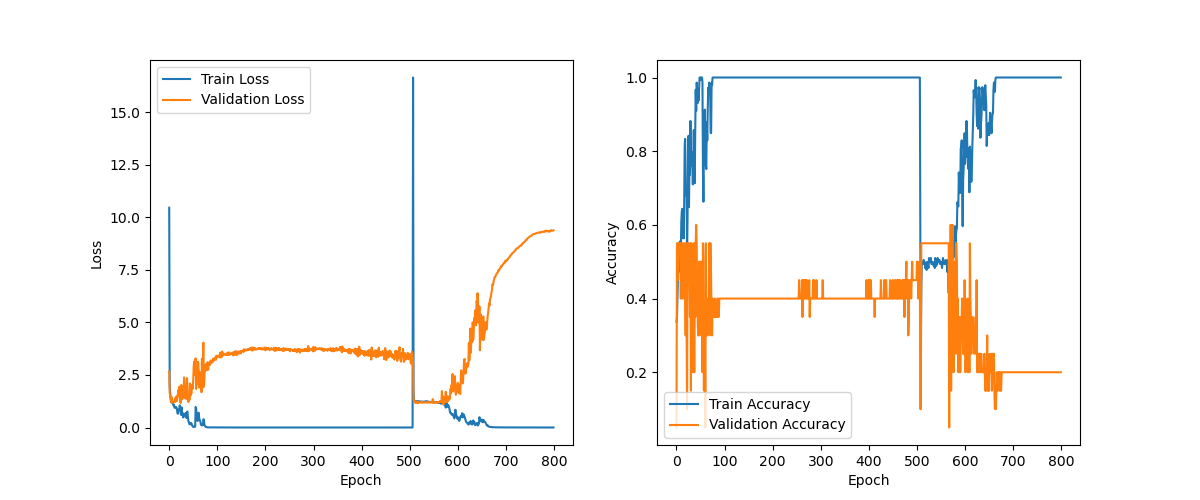 Train Loss
Validation Loss
15.0
12.5
10.0
7.5
5.0
2.5
0.0
Loss
0 100 200 300 400 500 600 700 800
Epoch
1.0
0.8
0.6
0.4
0.2
Accuracy
Train Accuracy
Validation Accuracy
0 100 200 300 400 500 600 700 800
Epoch